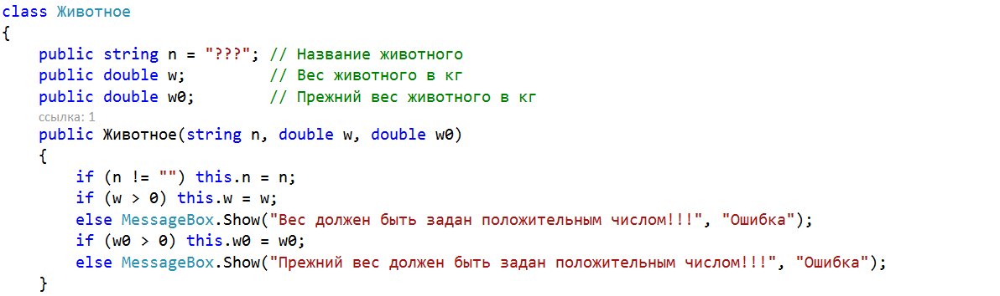 class Животное
{
public string n = "???"; // Название животного
public double w; // Вес животного в кг
public double w0; // Прежний вес животного в кг
ссылка: 1
public Животное(string n, double w, double w0)
{
if (n != "") this.n = n;
if (w > 0) this.w = w;
else MessageBox.Show("Вес должен быть задан положительным числом!!!", "Ошибка");
if (w0 > 0) this.w0 = w0;
else MessageBox.Show("Прежний вес должен быть задан положительным числом!!!", "Ошибка");
}